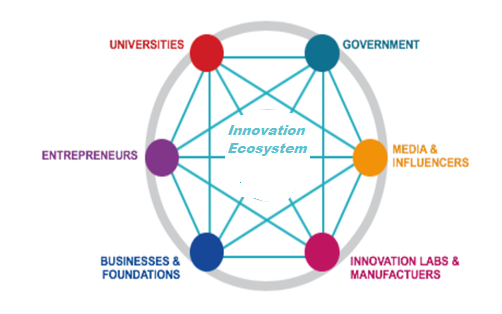 UNIVERSITIES
GOVERNMENT
Innovation
Ecosystem
ENTREPRENEURS
MEDIA &
INFLUENCERS
BUSINESSES &
FOUNDATIONS
INNOVATION LABS &
MANUFACTUERS